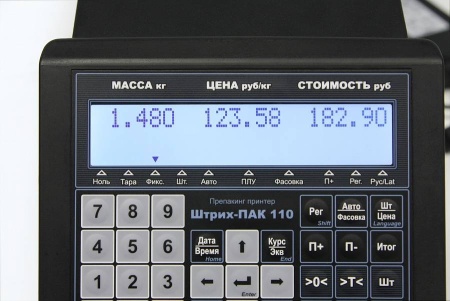 МАССА кг ЦЕНА руб/кг СТОИМОСТЬ руб
1.480 123.58 182.90
Ноль Тара Фикс. Шт. Авто ПЛУ Фасовка П+ Рег. Рус/Lat
Препакинг принтер
Штрих-ПАК 110
7 8 9 Рег Shift Авто Фасовка Шт Цена Language
4 5 6 Дата Время Home Курс Экв End П+ П- Итог
1 2 3 Enter >0< >T< Шт